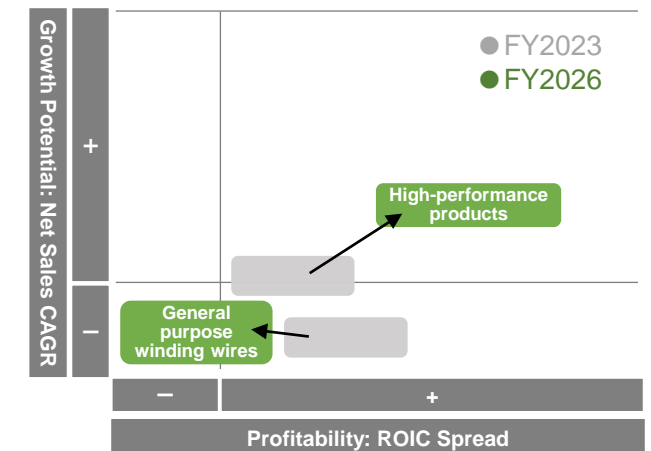 Growth Potential: Net Sales CAGR
+
−
FY2023
FY2026
High-performance
products
General
purpose
winding wires
−
+
Profitability: ROIC Spread